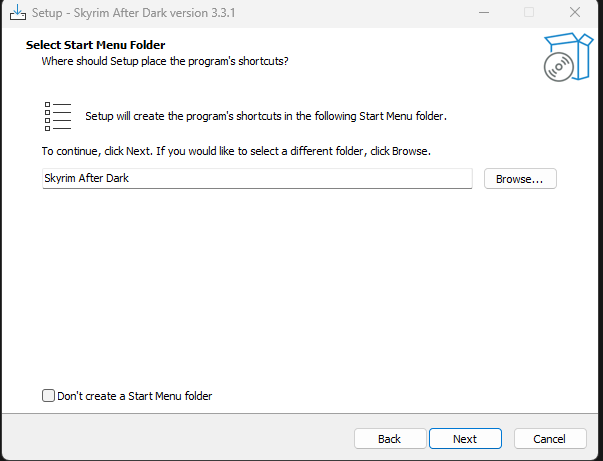 Setup - Skyrim After Dark version 3.3.1
Select Start Menu Folder
Where should Setup place the program's shortcuts?
Setup will create the program's shortcuts in the following Start Menu folder.
To continue, click Next. If you would like to select a different folder, click Browse.
Skyrim After Dark
Browse...
Don't create a Start Menu folder
Back
Next
Cancel